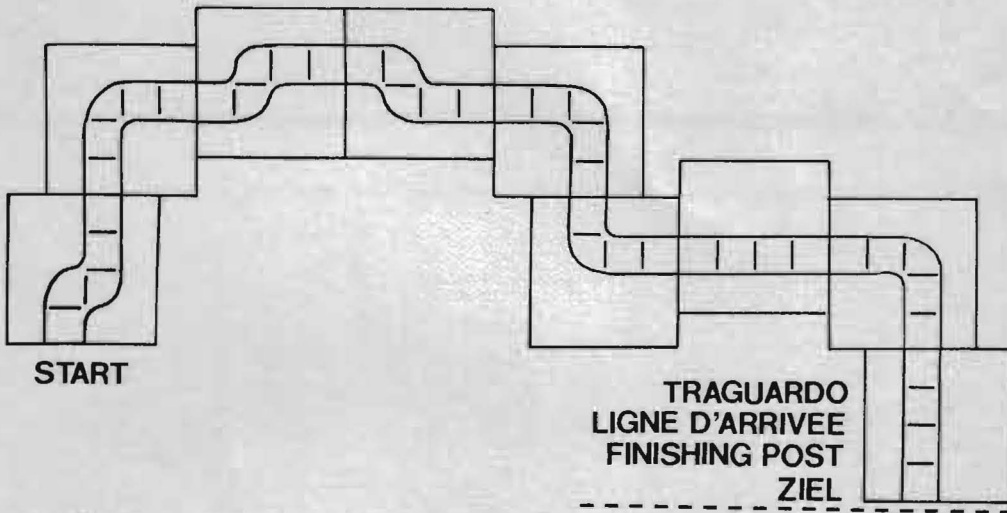 START
TRAGUARDO
LIGNE D'ARRIVEE
FINISHING POST
ZIEL